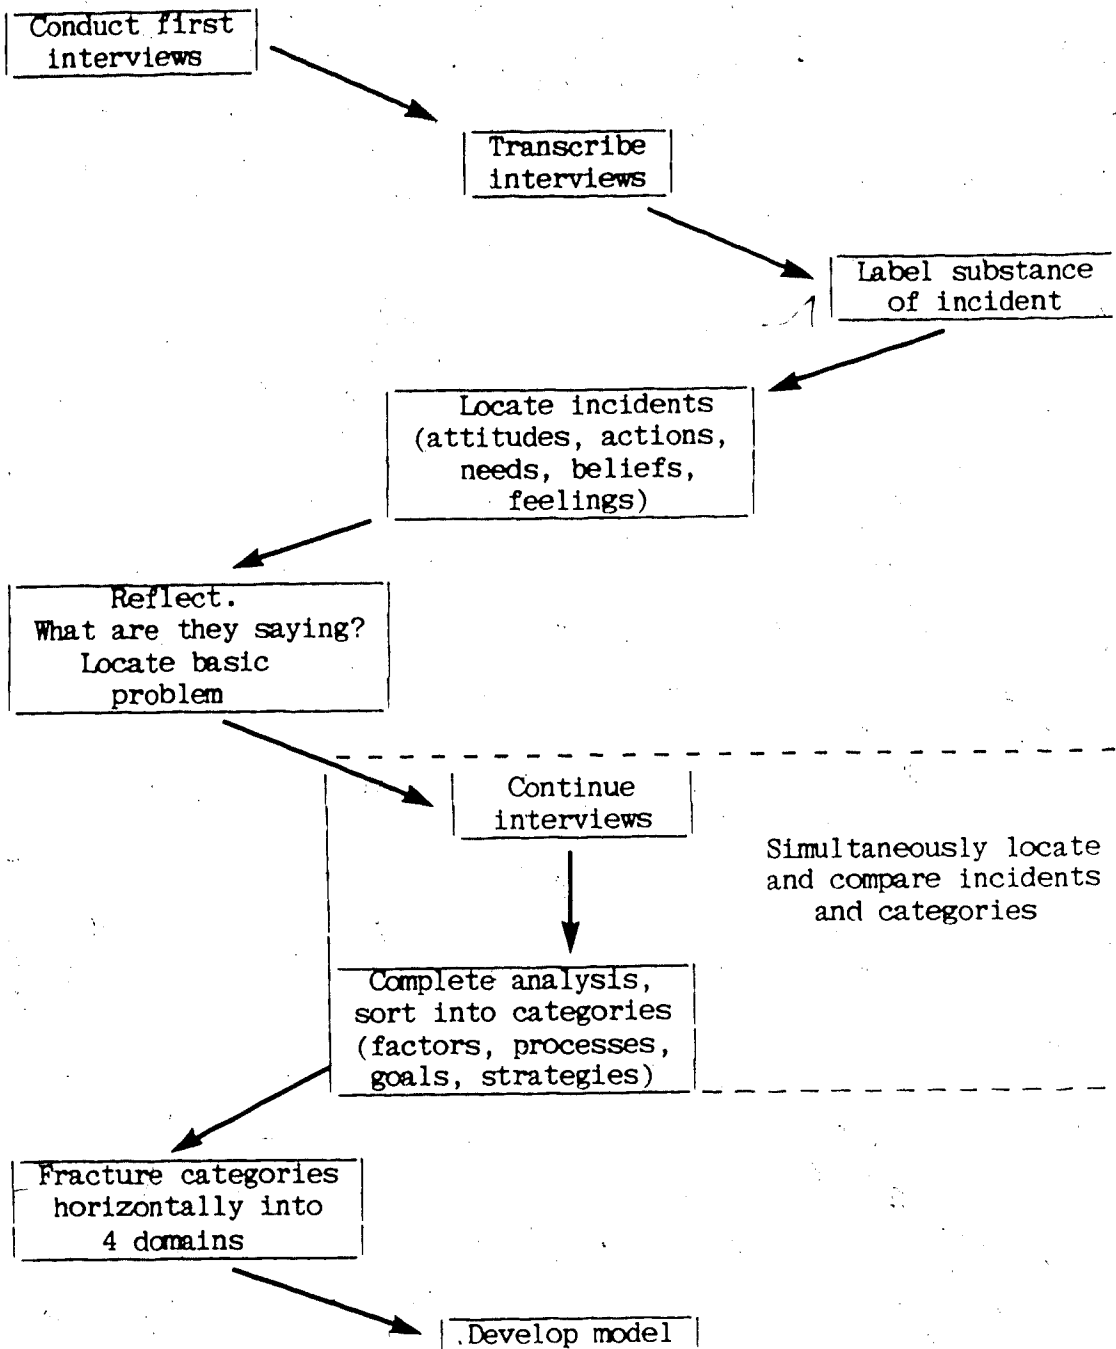 Conduct first
interviews
Transcribe
interviews
Label substance
of incident
Locate incidents
(attitudes, actions,
needs, beliefs,
feelings)
Reflect.
What are they saying?
Locate basic
problem
Continue
interviews
Simultaneously locate
and compare incidents
and categories
Complete analysis,
sort into categories
(factors, processes,
goals, strategies)
Fracture categories
horizontally into
4 domains
Develop model